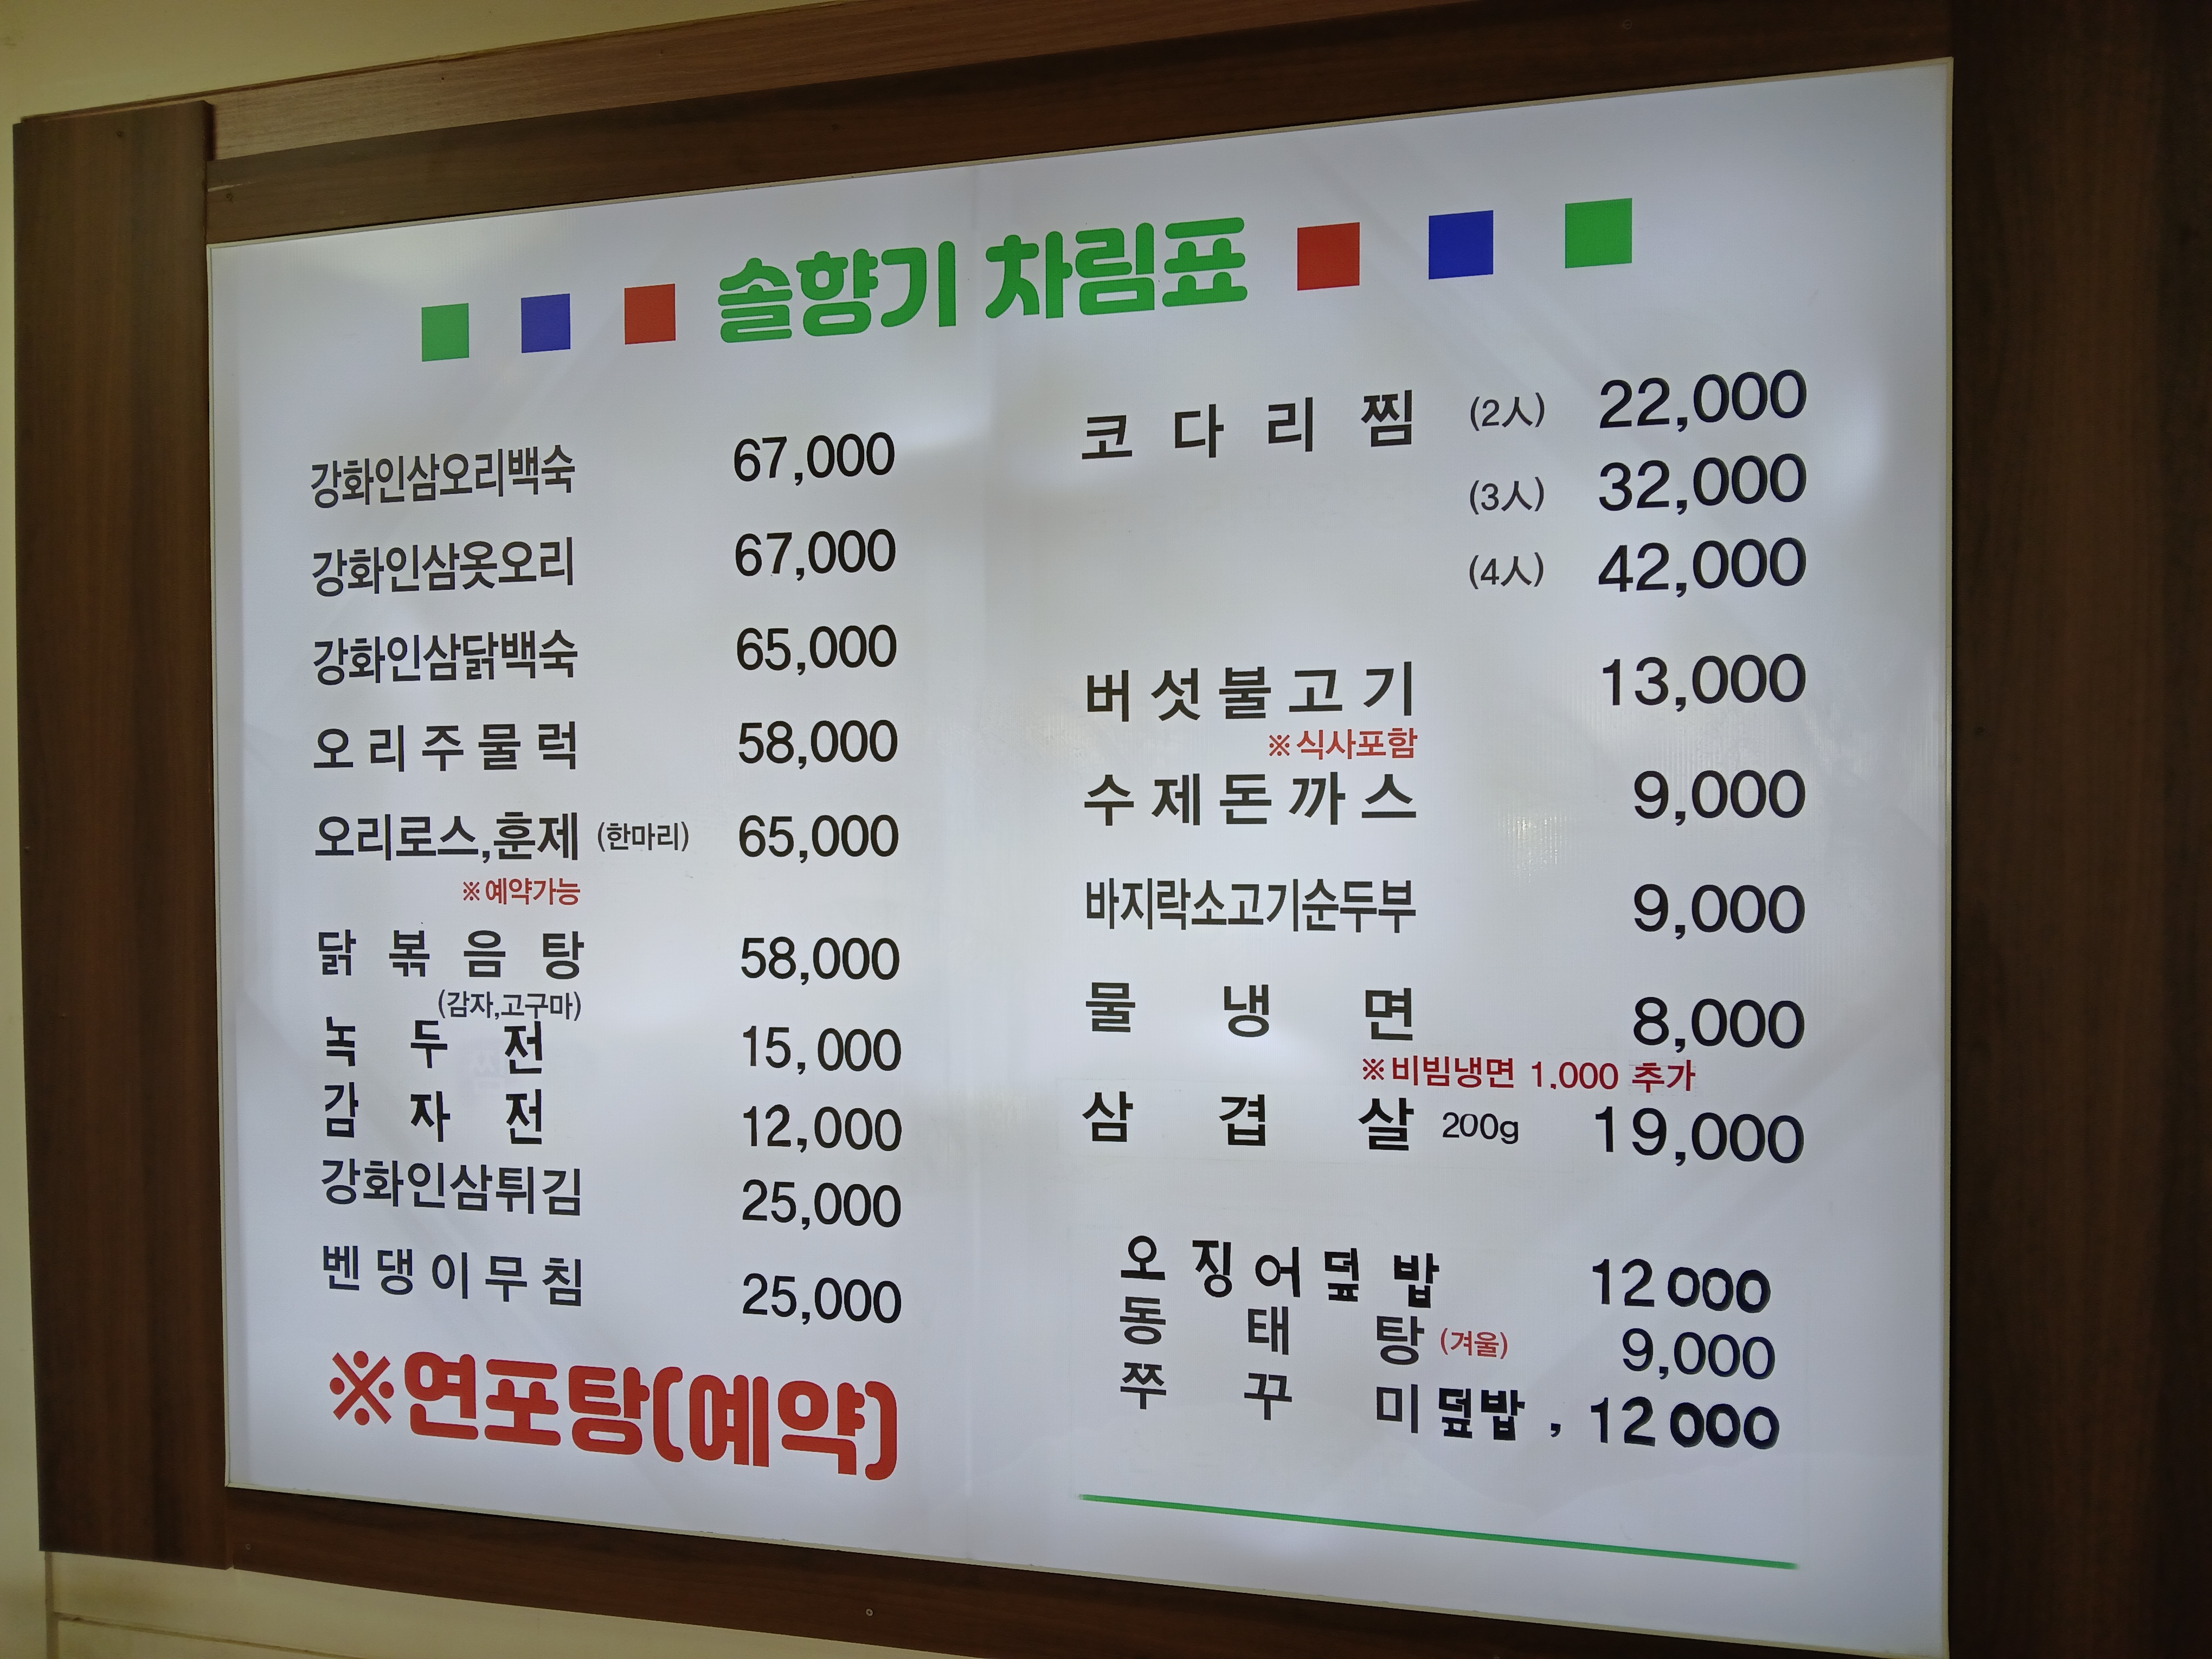 솔향기 차림표
강화인삼오리백숙 67,000
강화인삼옻오리 67,000
강화인삼닭백숙 65,000
오리주물럭 58,000
오리로스,훈제 (한마리) 65,000
※예약가능
닭볶음탕 58,000
(감자,고구마)
녹두전 15,000
감자전 12,000
강화인삼튀김 25,000
벤댕이무침 25,000
※연포탕(예약)
코다리찜 (2人) 22,000
(3人) 32,000
(4人) 42,000
버섯불고기 13,000
※식사포함
수제돈까스 9,000
바지락소고기순두부 9,000
물냉면 8,000
※비빔냉면 1,000 추가
삼겹살 200g 19,000
오징어덮밥 12000
동태탕 (겨울) 9,000
쭈꾸미덮밥 , 12000